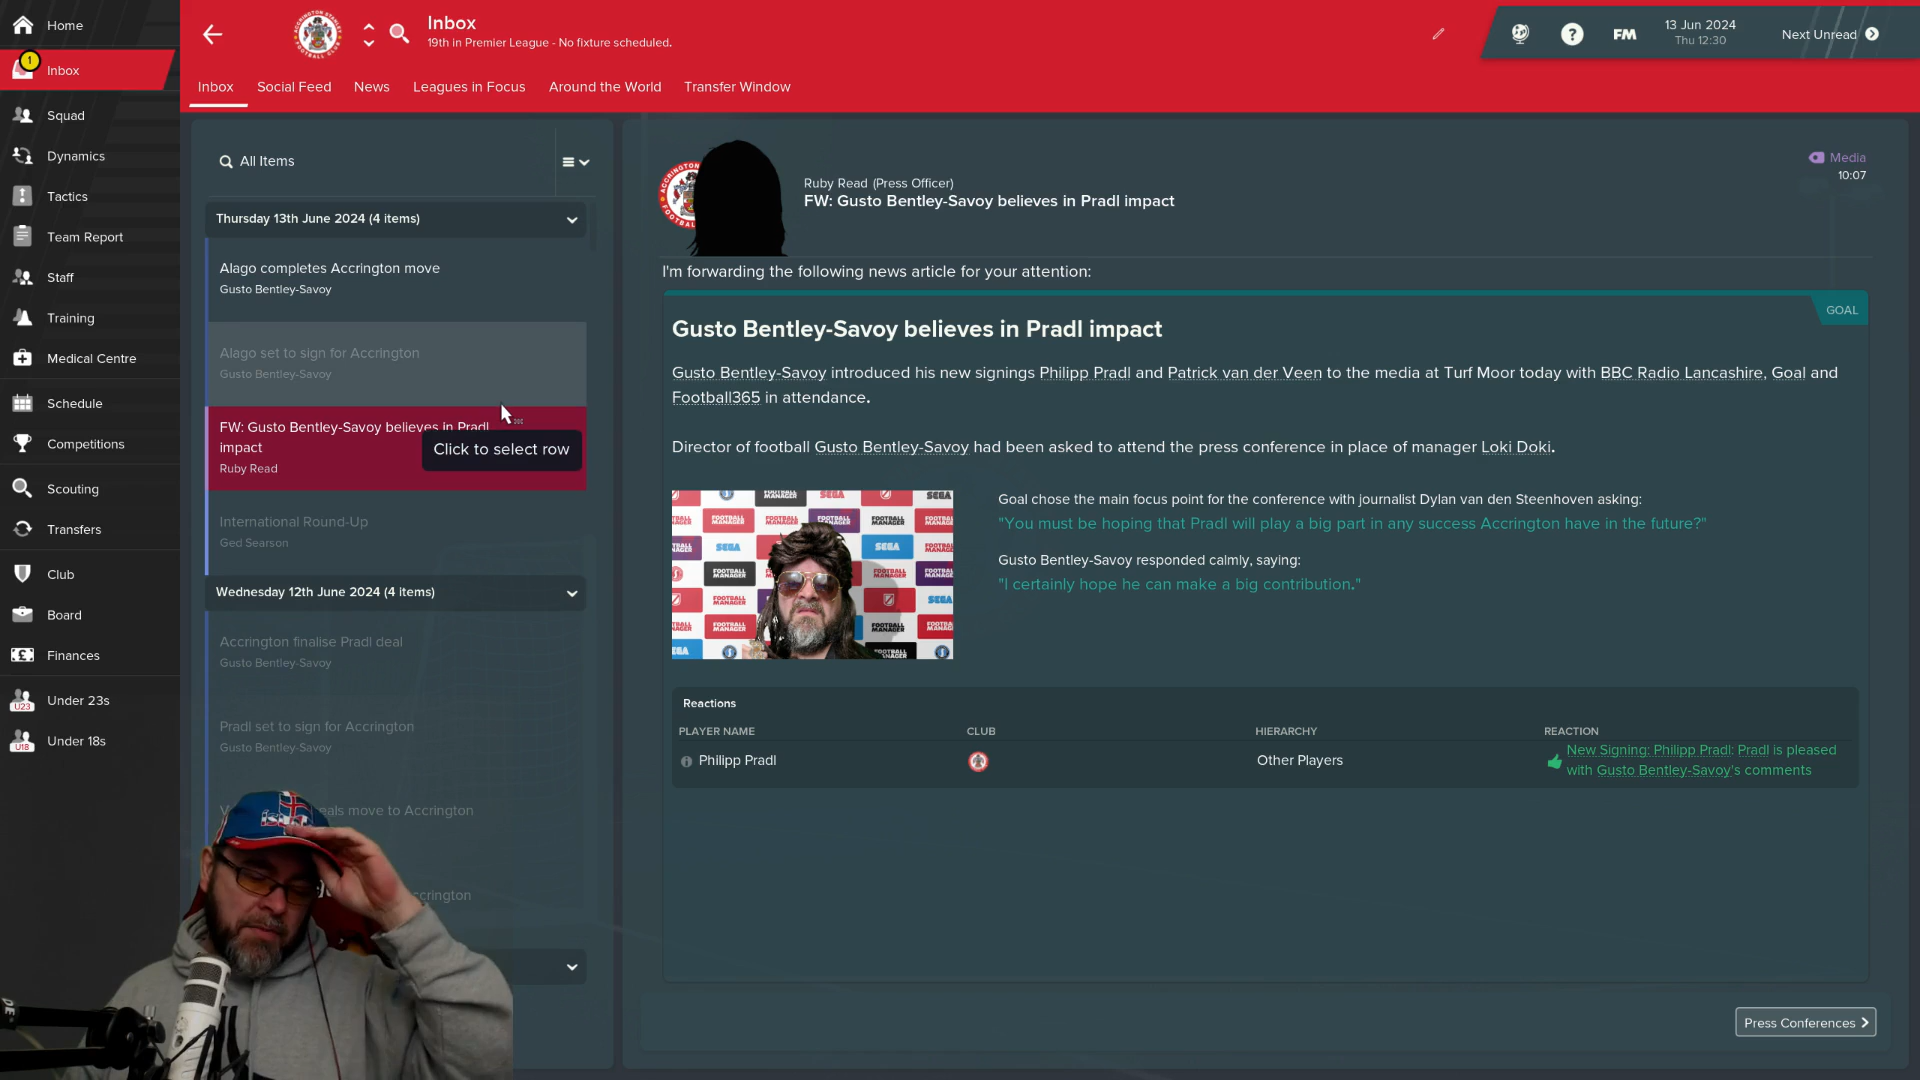 Home
1
Inbox
Squad
Dynamics
Tactics
Team Report
Staff
Training
Medical Centre
Schedule
Competitions
Scouting
Transfers
Club
Board
Finances
U23
Under 23s
U18
Under 18s
Inbox
19th in Premier League - No fixture scheduled.
?
FM
13 Jun 2024
Thu 12:30
Next Unread
Inbox
Social Feed
News
Leagues in Focus
Around the World
Transfer Window
All Items
Thursday 13th June 2024 (4 items)
Alago completes Accrington move
Gusto Bentley-Savoy
Alago set to sign for Accrington
Gusto Bentley-Savoy
FW: Gusto Bentley-Savoy believes in Pradl
impact
Ruby Read
Click to select row
International Round-Up
Ged Searson
Wednesday 12th June 2024 (4 items)
Accrington finalise Pradl deal
Gusto Bentley-Savoy
Pradl set to sign for Accrington
Gusto Bentley-Savoy
eals move to Accrington
ccrington
Ruby Read (Press Officer)
FW: Gusto Bentley-Savoy believes in Pradl impact
Media
10:07
I'm forwarding the following news article for your attention:
GOAL
Gusto Bentley-Savoy believes in Pradl impact
Gusto Bentley-Savoy introduced his new signings Philipp Pradl and Patrick van der Veen to the media at Turf Moor today with BBC Radio Lancashire, Goal and
Football365 in attendance.
Director of football Gusto Bentley-Savoy had been asked to attend the press conference in place of manager Loki Doki.
Goal chose the main focus point for the conference with journalist Dylan van den Steenhoven asking:
"You must be hoping that Pradl will play a big part in any success Accrington have in the future?"
Gusto Bentley-Savoy responded calmly, saying:
"I certainly hope he can make a big contribution."
SEGA
FOOTBALL MANAGER
Reactions
PLAYER NAME
CLUB
HIERARCHY
REACTION
Philipp Pradl
Other Players
New Signing: Philipp Pradl: Pradl is pleased
with Gusto Bentley-Savoy's comments
Press Conferences